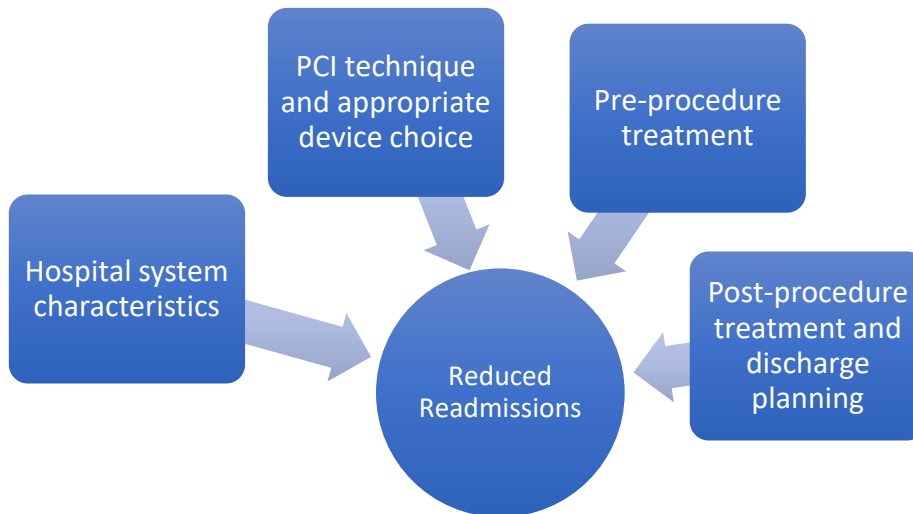 PCI technique
and appropriate
device choice
Pre-procedure
treatment
Hospital system
characteristics
Post-procedure
treatment and
discharge
planning
Reduced
Readmissions